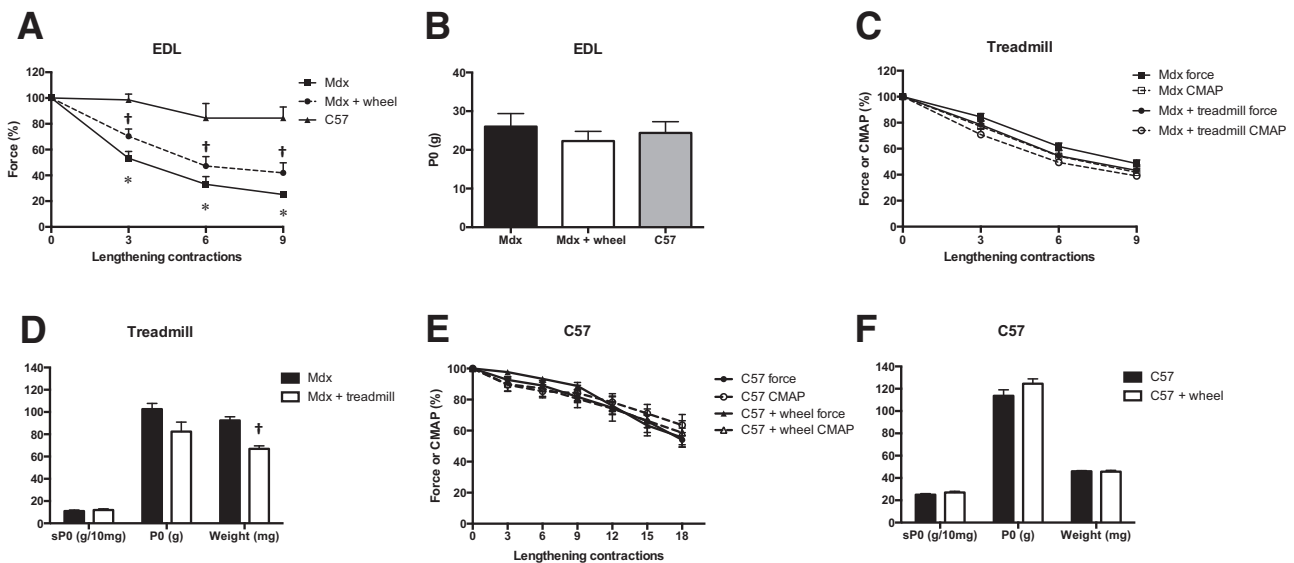 A
EDL
Force (%)
120
100
80
60
40
20
0
†
†
†
*
*
*
0
3
6
9
Lengthening contractions
Mdx
Mdx + wheel
C57
B
EDL
P0 (g)
40
30
20
10
0
Mdx
Mdx + wheel
C57
C
Treadmill
Force or CMAP (%)
120
100
80
60
40
20
0
0
3
6
9
Lengthening contractions
Mdx force
Mdx CMAP
Mdx + treadmill force
Mdx + treadmill CMAP
D
Treadmill
140
120
100
80
60
40
20
0
†
sP0 (g/10mg)
P0 (g)
Weight (mg)
Mdx
Mdx + treadmill
E
C57
Force or CMAP (%)
100
80
60
40
20
0
0
3
6
9
12
15
18
Lengthening contractions
C57 force
C57 CMAP
C57 + wheel force
C57 + wheel CMAP
F
C57
140
120
100
80
60
40
20
0
sP0 (g/10mg)
P0 (g)
Weight (mg)
C57
C57 + wheel